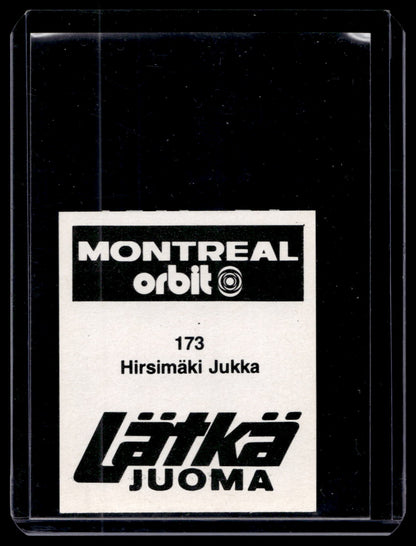 MONTREAL
orbit
173
Hirsimäki Jukka
Lätkä
JUOMA